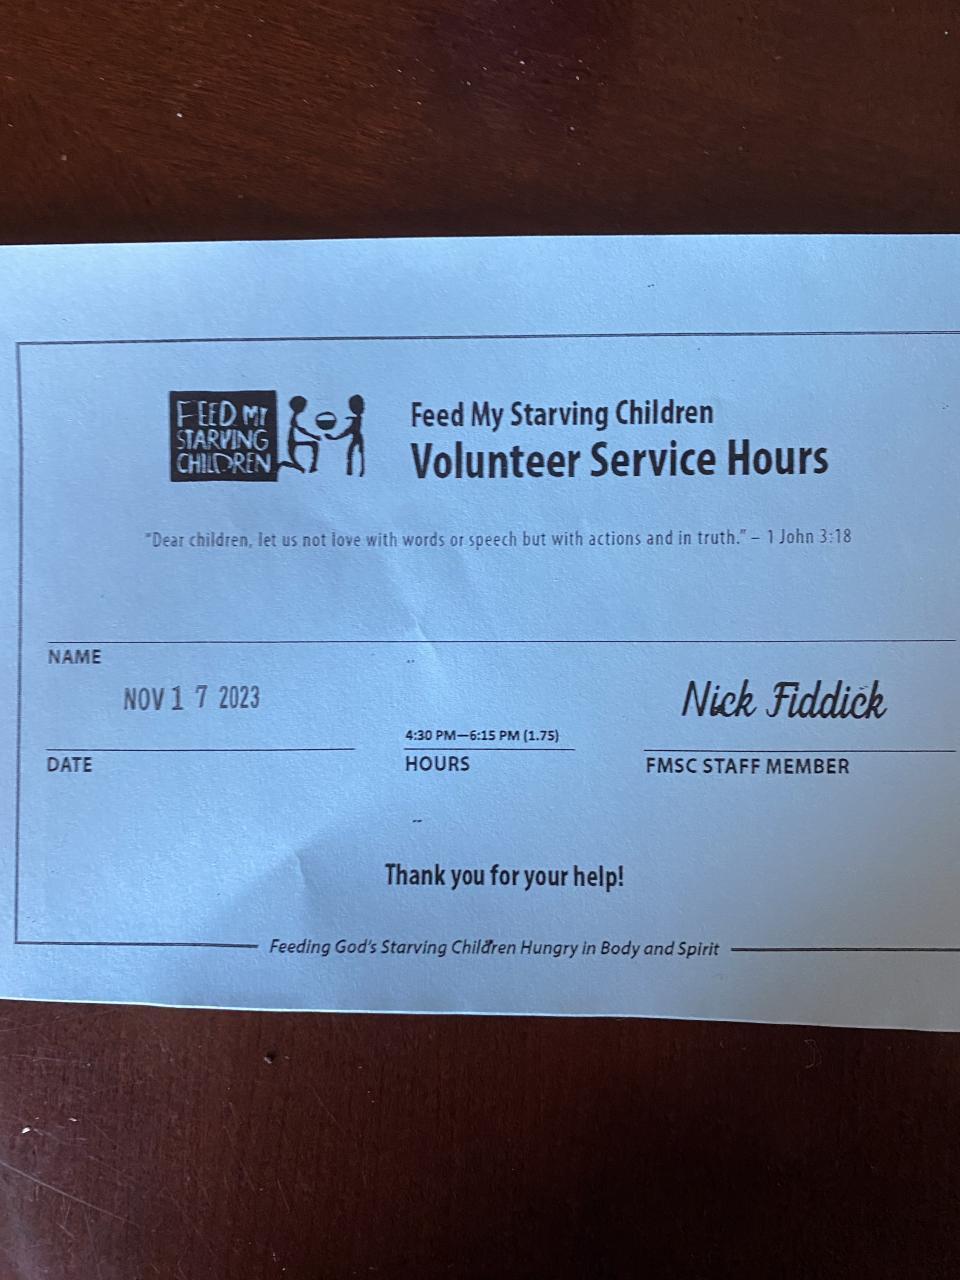 FEED MY
STARVING
CHILDREN
Feed My Starving Children
Volunteer Service Hours
"Dear children, let us not love with words or speech but with actions and in truth." – 1 John 3:18
NAME
NOV 1 7 2023
4:30 PM—6:15 PM (1.75)
Nick Fiddick
DATE
HOURS
FMSC STAFF MEMBER
Thank you for your help!
Feeding God's Starving Children Hungry in Body and Spirit